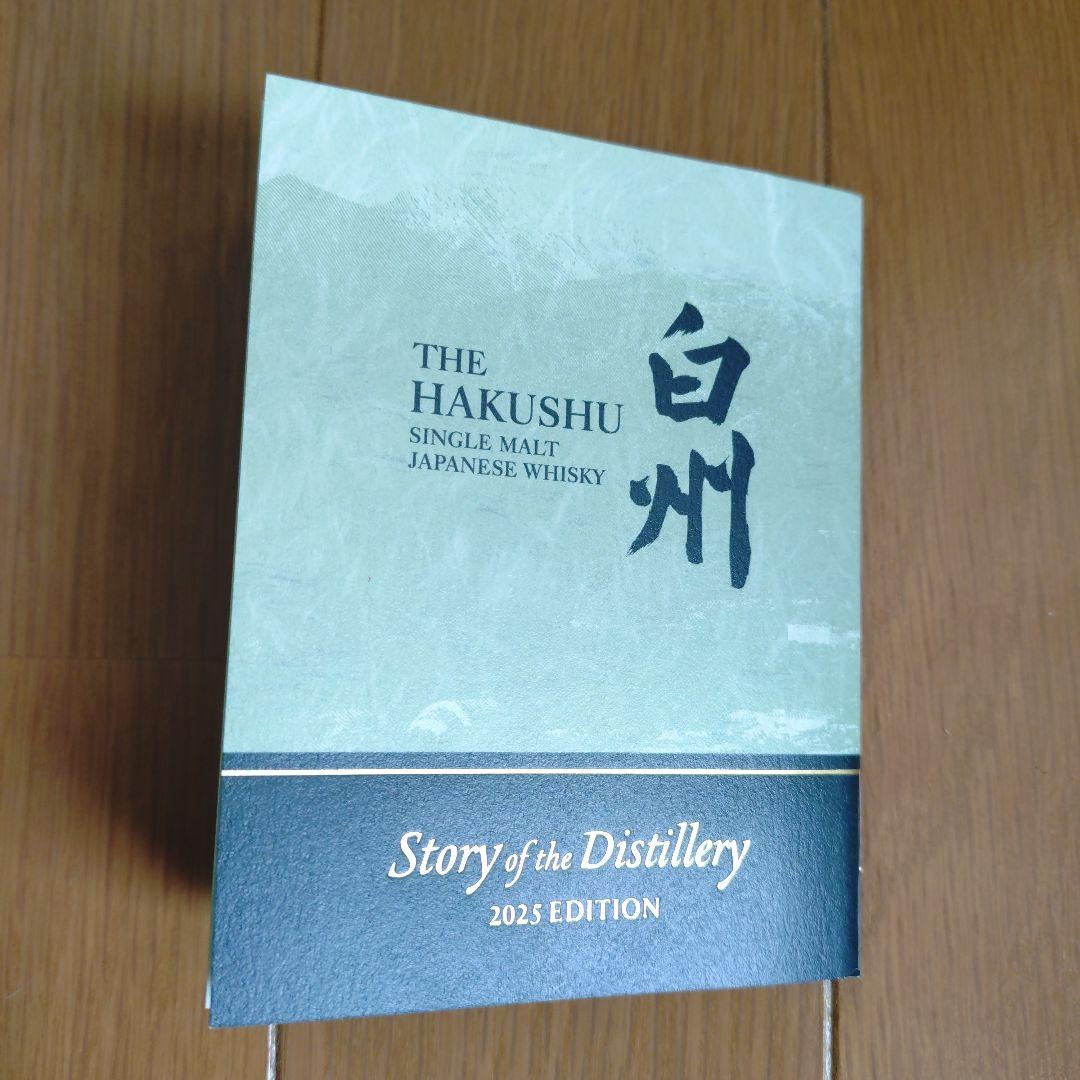 THE
HAKUSHU
SINGLE MALT
JAPANESE WHISKY
白州
Story of the Distillery
2025 EDITION